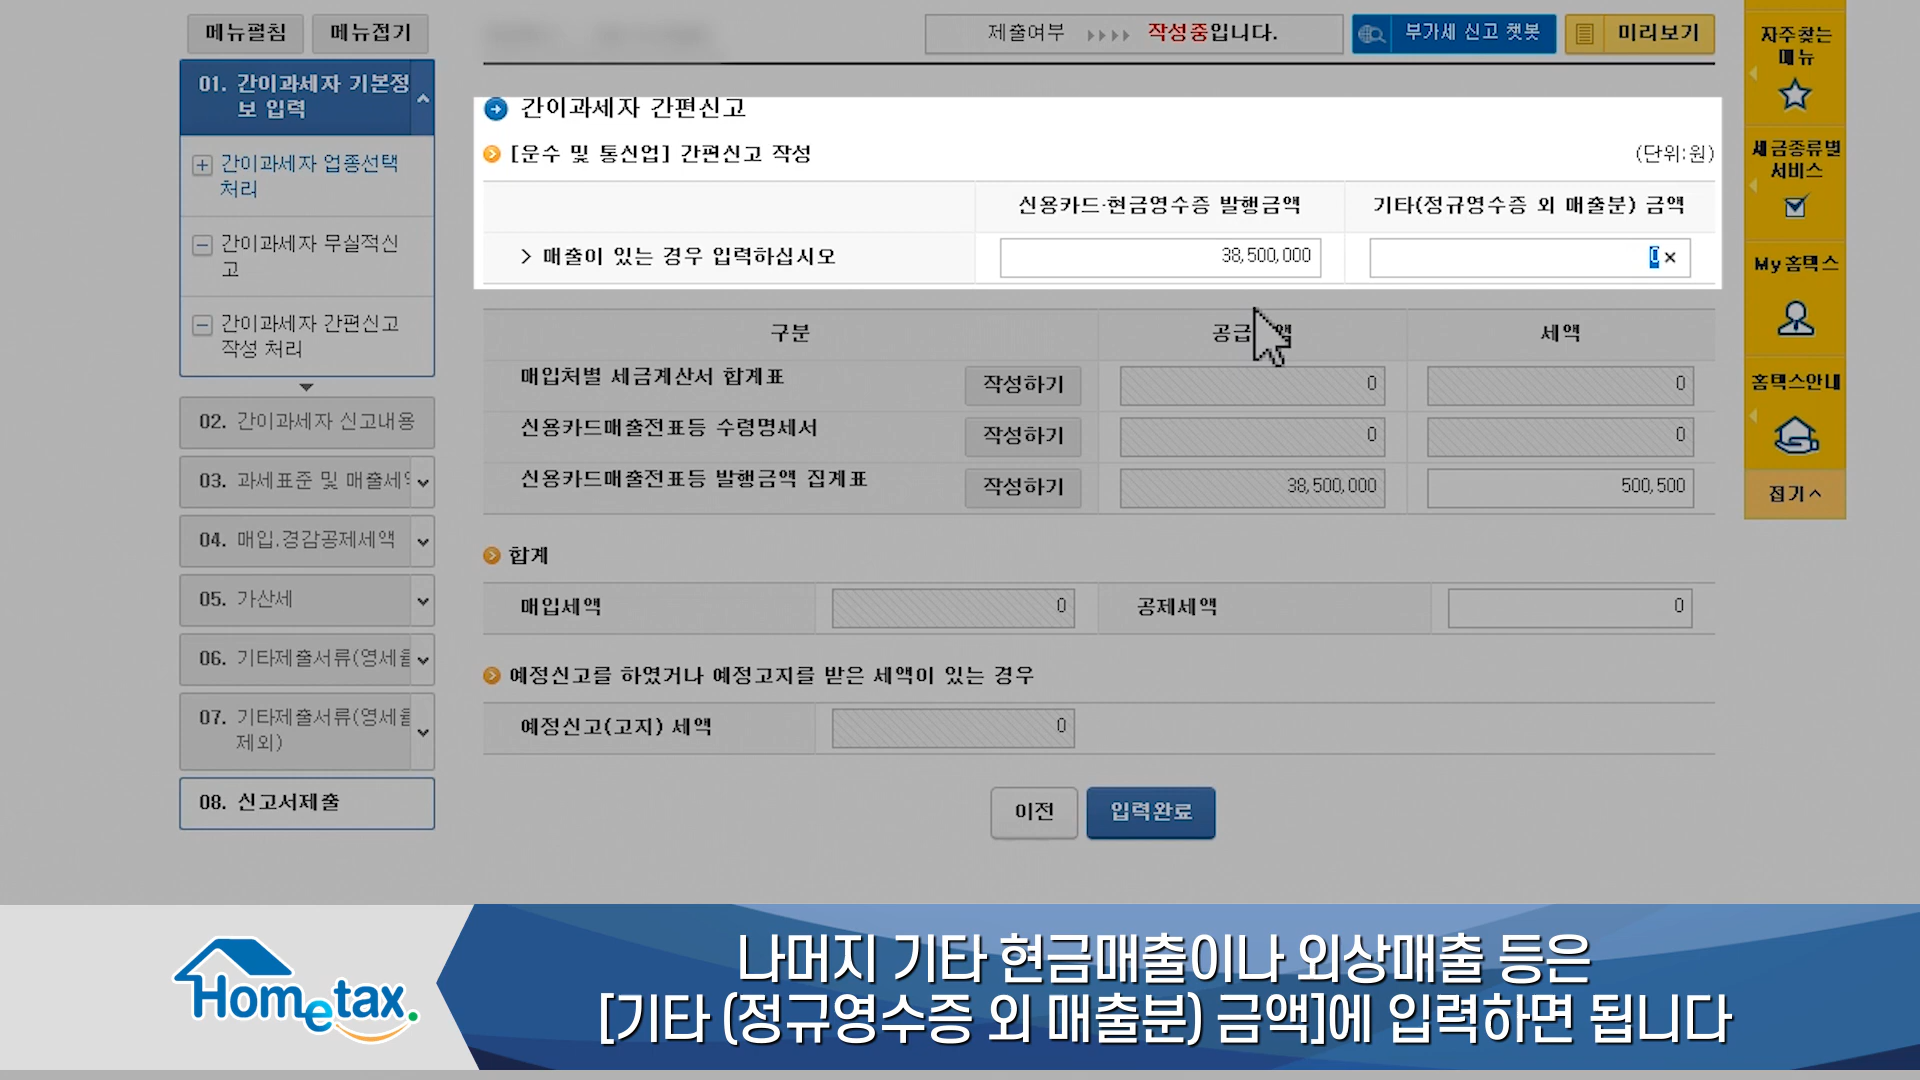 메뉴펼침
메뉴접기
제출여부
작성중입니다.
부가세 신고 챗봇
미리보기
01. 간이과세자 기본정
보 입력
간이과세자 업종선택
처리
간이과세자 무실적신
고
간이과세자 간편신고
작성 처리
02. 간이과세자 신고내용
03. 과세표준 및 매출세
04. 매입.경감공제세액
05. 가산세
06. 기타제출서류(영세율
07. 기타제출서류(영세율
제외)
08. 신고서제출
간이과세자 간편신고
[운수 및 통신업] 간편신고 작성
(단위:원)
신용카드·현금영수증 발행금액
기타(정규영수증 외 매출분) 금액
> 매출이 있는 경우 입력하십시오
38,500,000
0
구분
공급 액
세액
매입처별 세금계산서 합계표
작성하기
0
0
신용카드매출전표등 수령명세서
작성하기
0
0
신용카드매출전표등 발행금액 집계표
작성하기
38,500,000
500,500
합계
매입세액
0
공제세액
0
예정신고를 하였거나 예정고지를 받은 세액이 있는 경우
예정신고(고지) 세액
0
이전
입력완료
자주찾는
메뉴
세금종류별
서비스
My 홈택스
홈택스안내
접기
Hometax.
나머지 기타 현금매출이나 외상매출 등은
[기타 (정규영수증 외 매출분) 금액]에 입력하면 됩니다